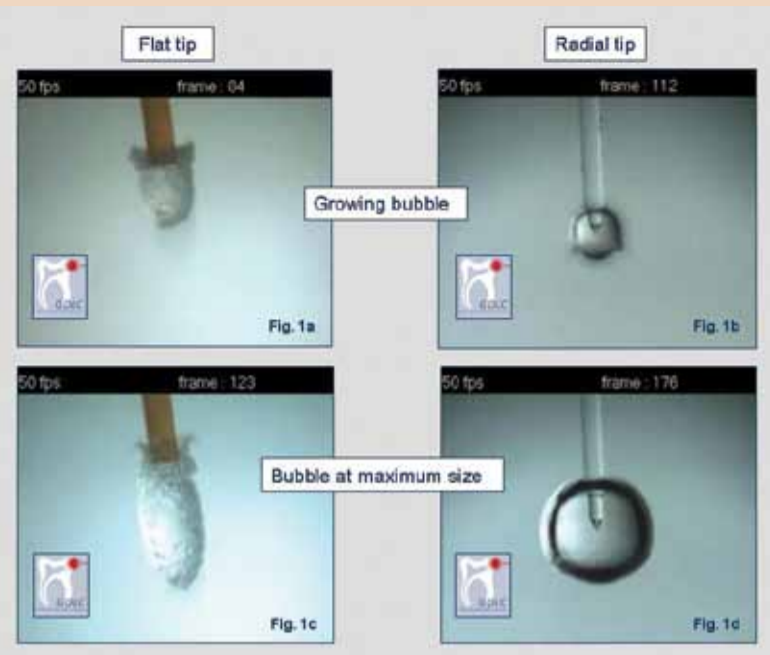 Flat tip
Radial tip
50 fps frame : 04
50 fps frame : 112
Growing bubble
Fig. 1a
Fig. 1b
50 fps frame : 123
50 fps frame : 176
Bubble at maximum size
Fig. 1c
Fig. 1d